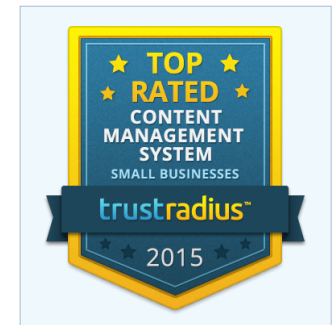 TOP
RATED
CONTENT
MANAGEMENT
SYSTEM
SMALL BUSINESSES
trustradius™
2015